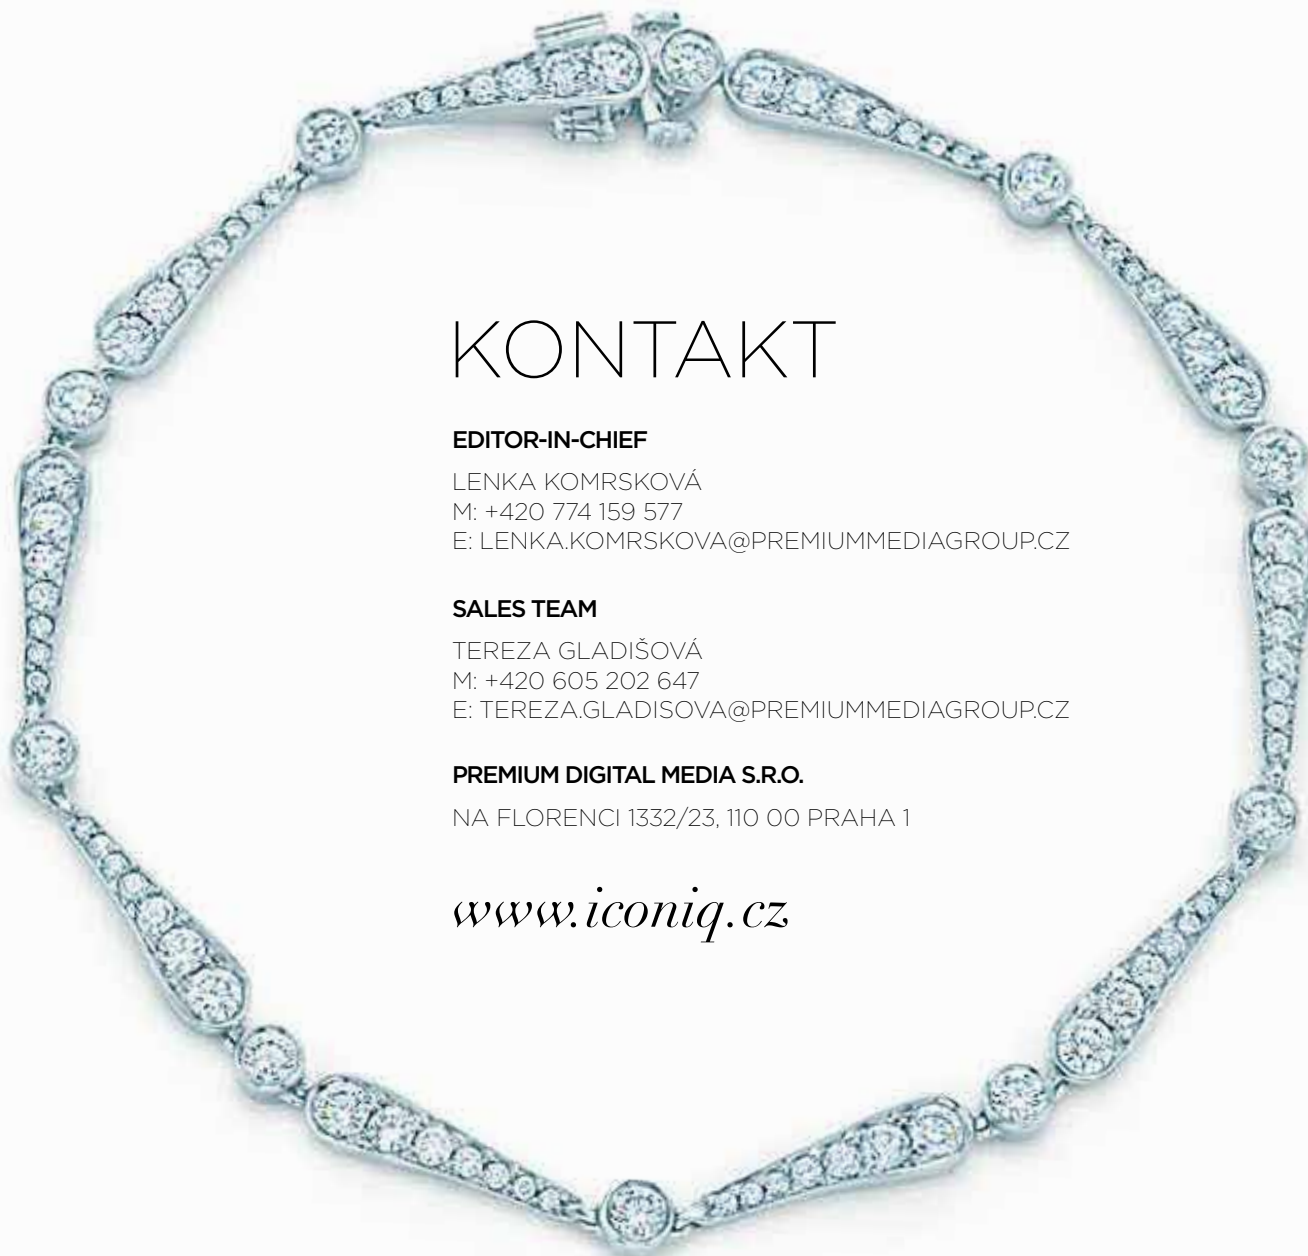 KONTAKT
EDITOR-IN-CHIEF
LENKA KOMRSKOVÁ
M: +420 774 159 577
E: LENKA.KOMRSKOVA@PREMIUMMEDIAGROUP.CZ
SALES TEAM
TEREZA GLADIŠOVÁ
M: +420 605 202 647
E: TEREZA.GLADISOVA@PREMIUMMEDIAGROUP.CZ
PREMIUM DIGITAL MEDIA S.R.O.
NA FLORENCI 1332/23, 110 00 PRAHA 1
www.iconiq.cz